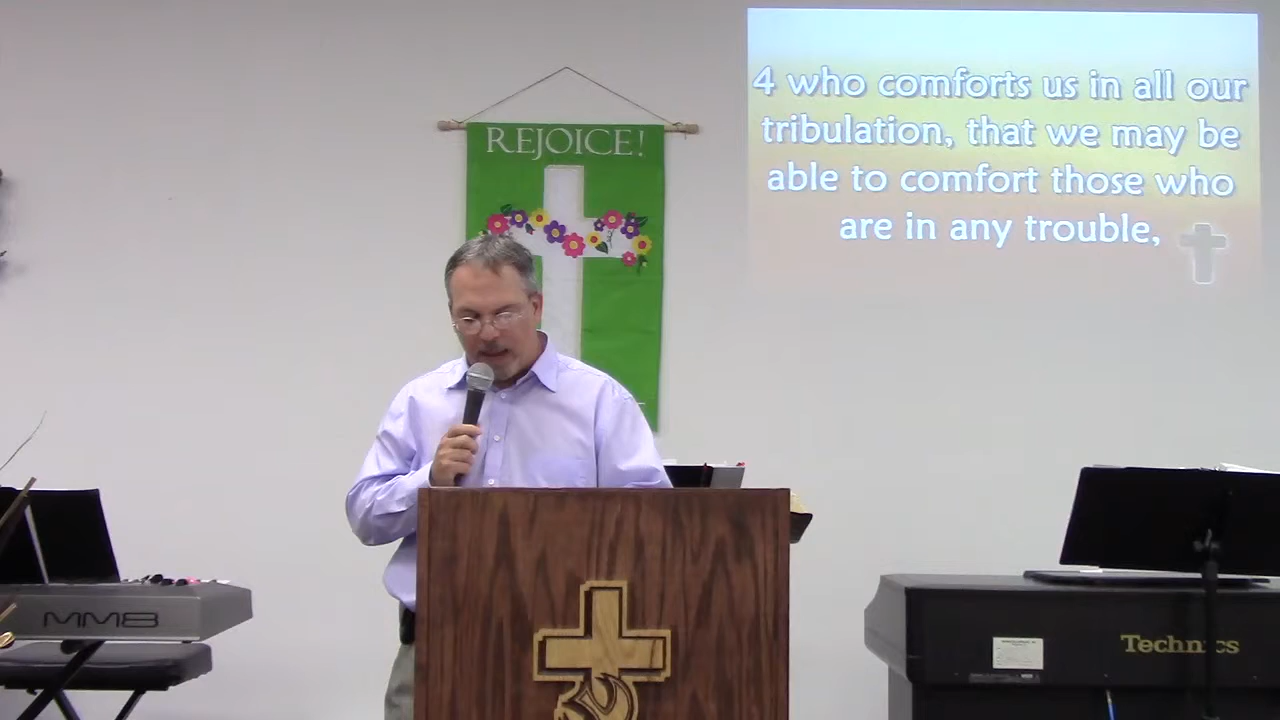 4 who comforts us in all our
tribulation, that we may be
able to comfort those who
are in any trouble,
REJOICE!
MM8
Technics